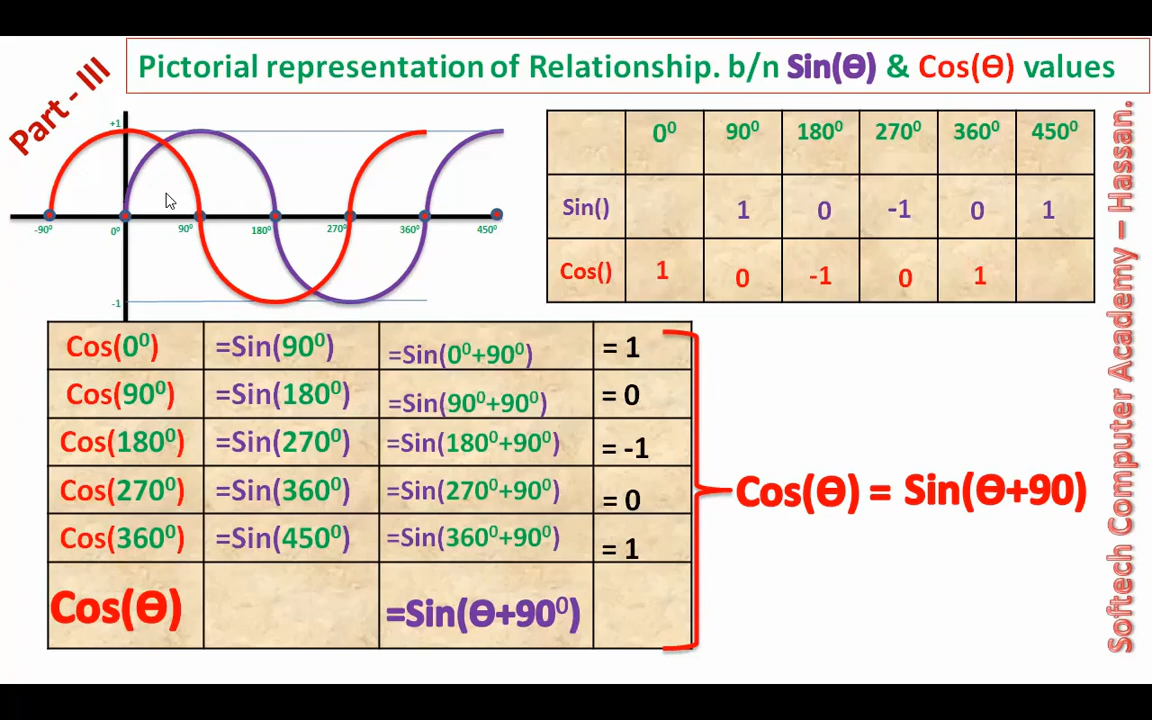 Part - III
Pictorial representation of Relationship. b/n Sin(Ɵ) & Cos(Ɵ) values
+1
-90⁰ 0⁰ 90⁰ 180⁰ 270⁰ 360⁰ 450⁰
-1
0⁰ 90⁰ 180⁰ 270⁰ 360⁰ 450⁰
Sin() 1 0 -1 0 1
Cos() 1 0 -1 0 1
Cos(0⁰) =Sin(90⁰) =Sin(0⁰+90⁰) = 1
Cos(90⁰) =Sin(180⁰) =Sin(90⁰+90⁰) = 0
Cos(180⁰) =Sin(270⁰) =Sin(180⁰+90⁰) = -1
Cos(270⁰) =Sin(360⁰) =Sin(270⁰+90⁰) = 0
Cos(360⁰) =Sin(450⁰) =Sin(360⁰+90⁰) = 1
Cos(Ɵ) =Sin(Ɵ+90⁰)
Cos(Ɵ) = Sin(Ɵ+90)
Softech Computer Academy – Hassan.